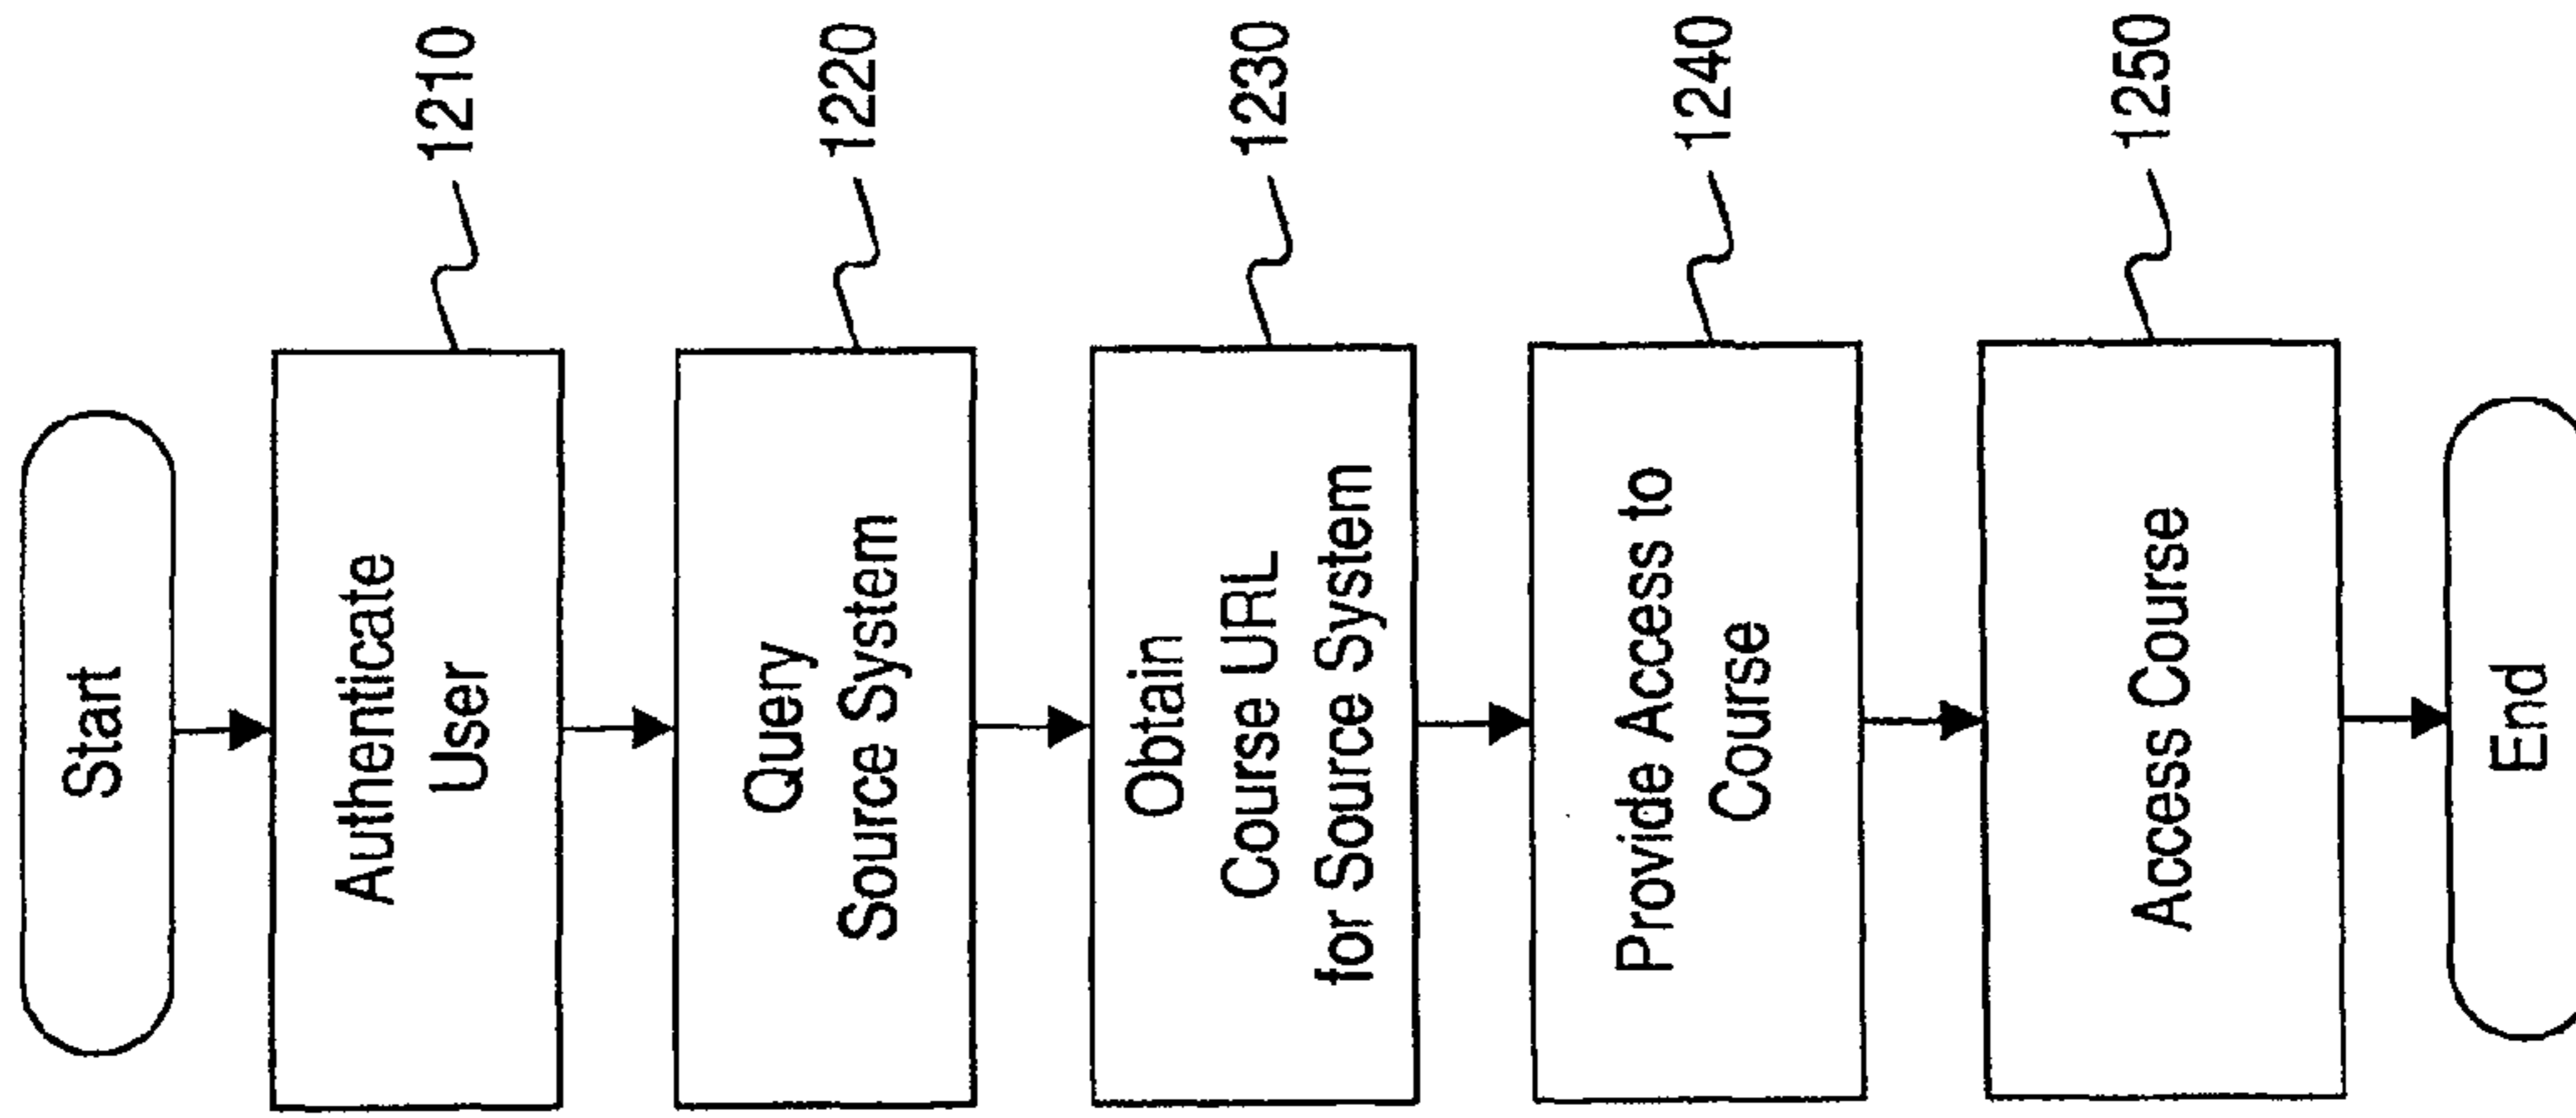 Start
Authenticate
User
1210
Query
Source System
1220
Obtain
Course URL
for Source System
1230
Provide Access to
Course
1240
Access Course
1250
End